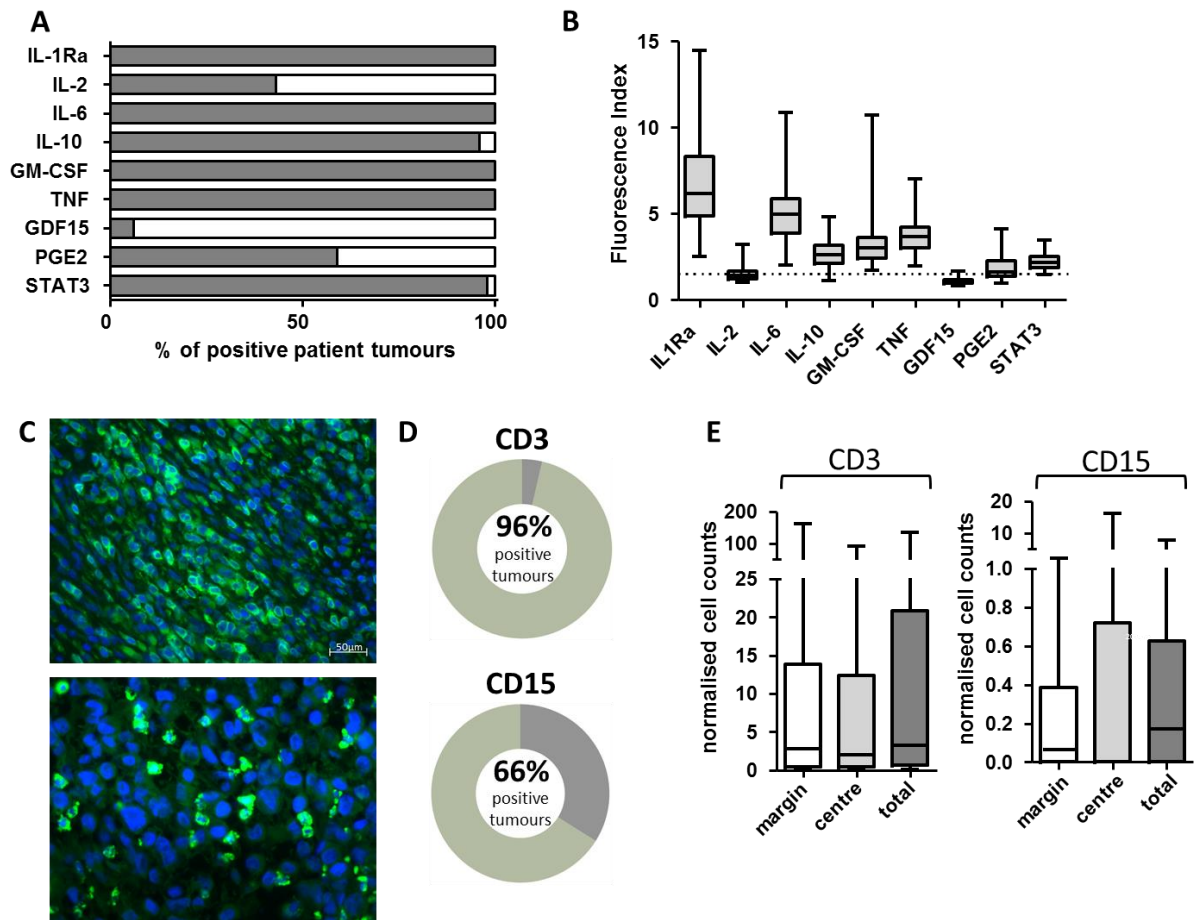 A
IL-1Ra
IL-2
IL-6
IL-10
GM-CSF
TNF
GDF15
PGE2
STAT3
0 50 100
% of positive patient tumours
B
Fluorescence Index
15
10
5
0
IL1Ra
IL-2
IL-6
IL-10
GM-CSF
TNF
GDF15
PGE2
STAT3
C
50µm
D
CD3
96%
positive
tumours
CD15
66%
positive
tumours
E
CD3
normalised cell counts
200
100
25
20
15
10
5
0
margin
centre
total
CD15
normalised cell counts
20
10
1.0
0.8
0.6
0.4
0.2
0.0
margin
centre
total